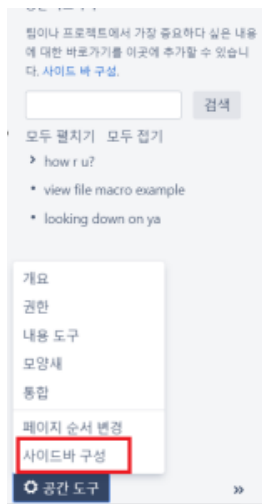 팀이나 프로젝트에서 가장 중요하다 싶은 내용
에 대한 바로가기를 이곳에 추가할 수 있습니
다. 사이드 바 구성.
검색
모두 펼치기 모두 접기
how r u?
view file macro example
looking down on ya
개요
권한
내용 도구
모양새
통합
페이지 순서 변경
사이드바 구성
공간 도구